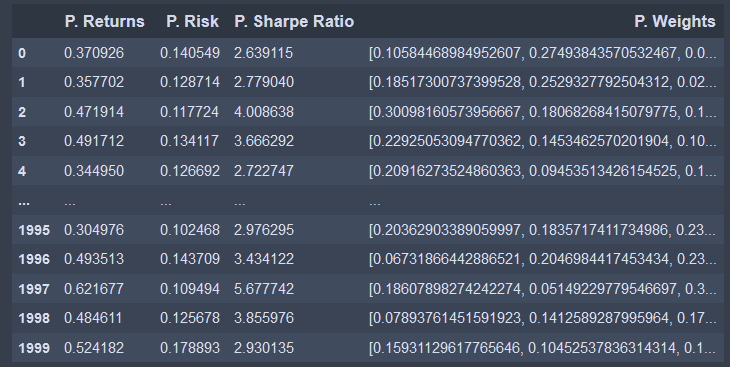 P. Returns P. Risk P. Sharpe Ratio P. Weights
0 0.370926 0.140549 2.639115 [0.10584468984952607, 0.27493843570532467, 0.0...
1 0.357702 0.128714 2.779040 [0.18517300737399528, 0.2529332779250431​2, 0.02...
2 0.471914 0.117724 4.008638 [0.30098160573956667, 0.18068268415079775, 0.1...
3 0.491712 0.134117 3.666292 [0.22925053094770362, 0.1453462570201904, 0.10...
4 0.344950 0.126692 2.722747 [0.20916273524860363, 0.09453513426154525, 0.1...
... ... ... ... ...
1995 0.304976 0.102468 2.976295 [0.20362903389059997, 0.1835717411734986, 0.23...
1996 0.493513 0.143709 3.434122 [0.06731866442886521, 0.2046984417453434, 0.23...
1997 0.621677 0.109494 5.677742 [0.18607898274242274, 0.05149229779546697, 0.3...
1998 0.484611 0.125678 3.855976 [0.07893761451591923, 0.1412589287995964, 0.17...
1999 0.524182 0.178893 2.930135 [0.15931129617765646, 0.10452537836314314, 0.1...